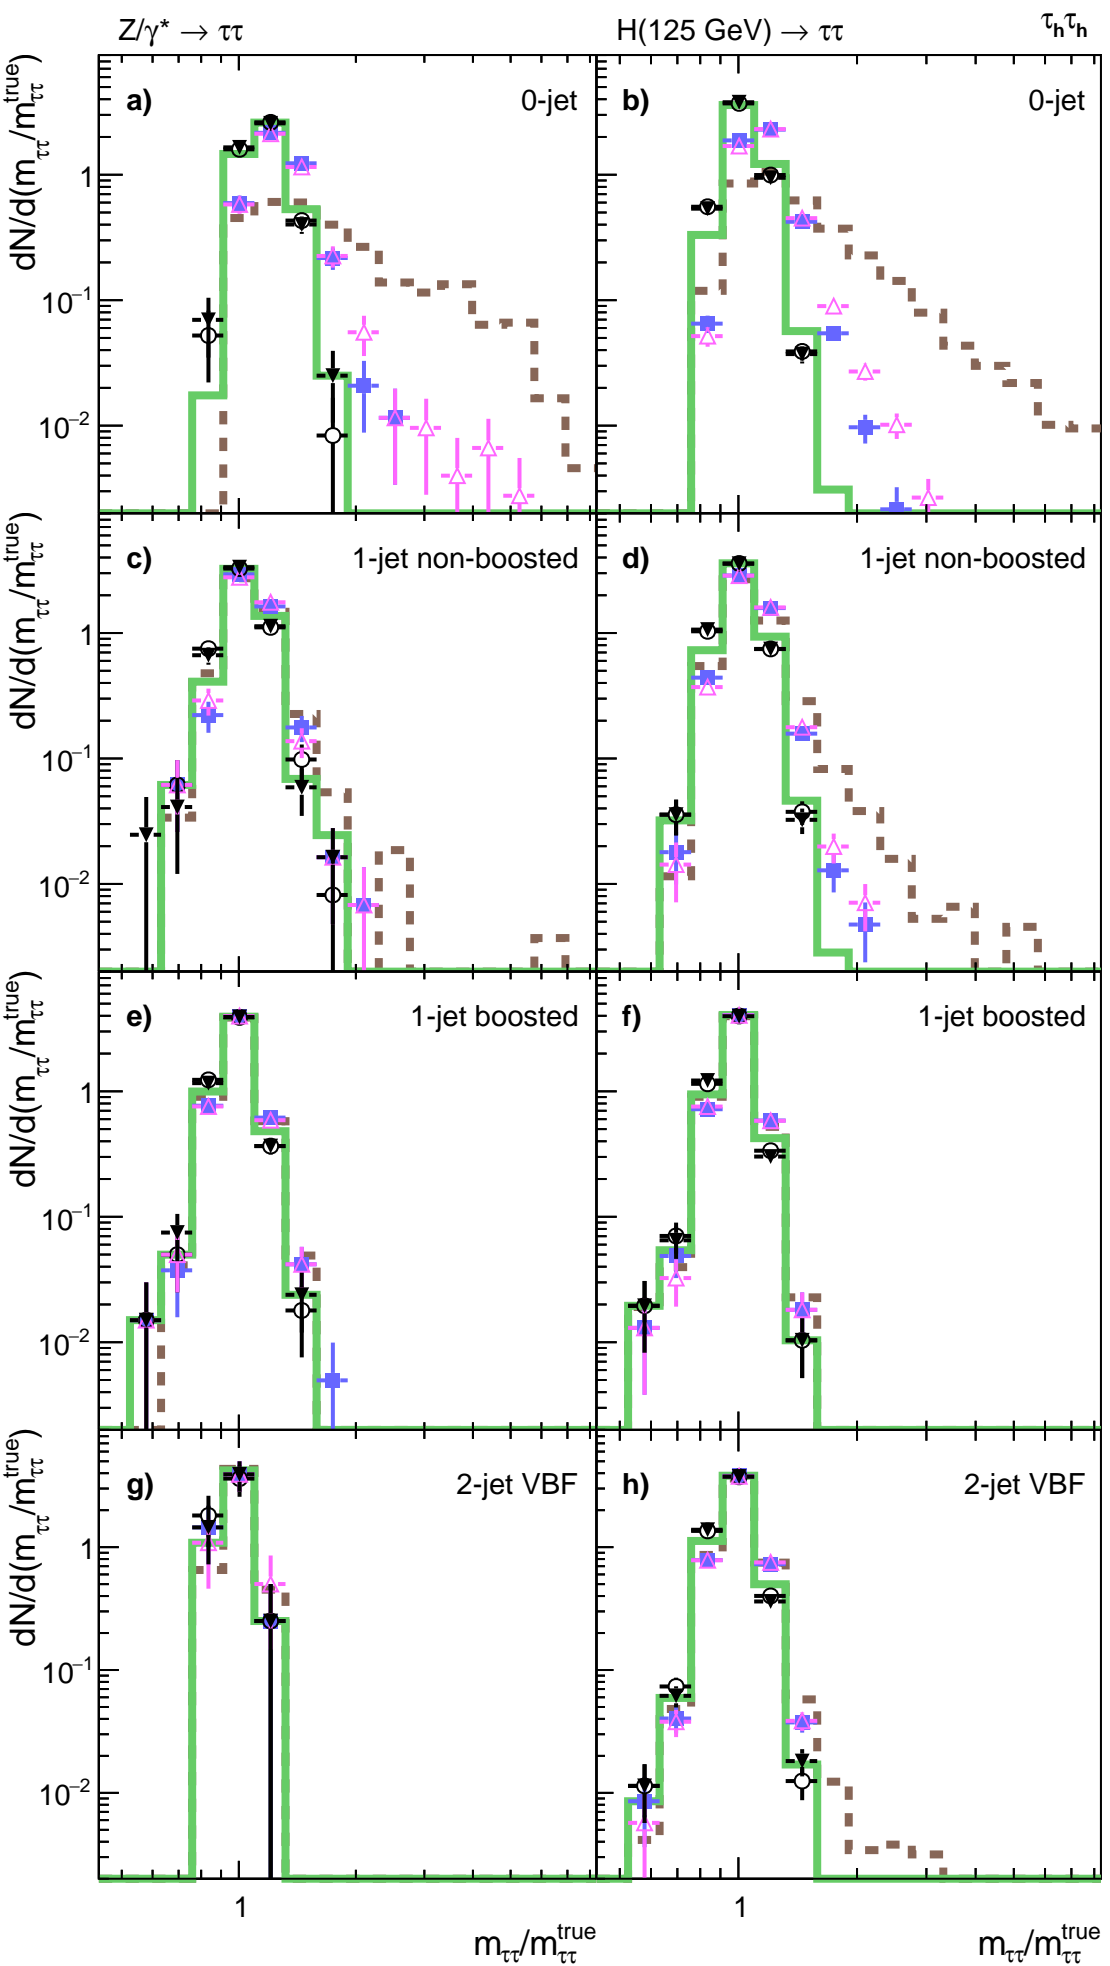 Z/γ* → ττ H(125 GeV) → ττ τhτh
dN/d(mττ/mττtrue)
a) 0-jet b) 0-jet
1
10−1
10−2
dN/d(mττ/mττtrue)
c) 1-jet non-boosted d) 1-jet non-boosted
1
10−1
10−2
dN/d(mττ/mττtrue)
e) 1-jet boosted f) 1-jet boosted
1
10−1
10−2
dN/d(mττ/mττtrue)
g) 2-jet VBF h) 2-jet VBF
1
10−1
10−2
1 1
mττ/mττtrue mττ/mττtrue